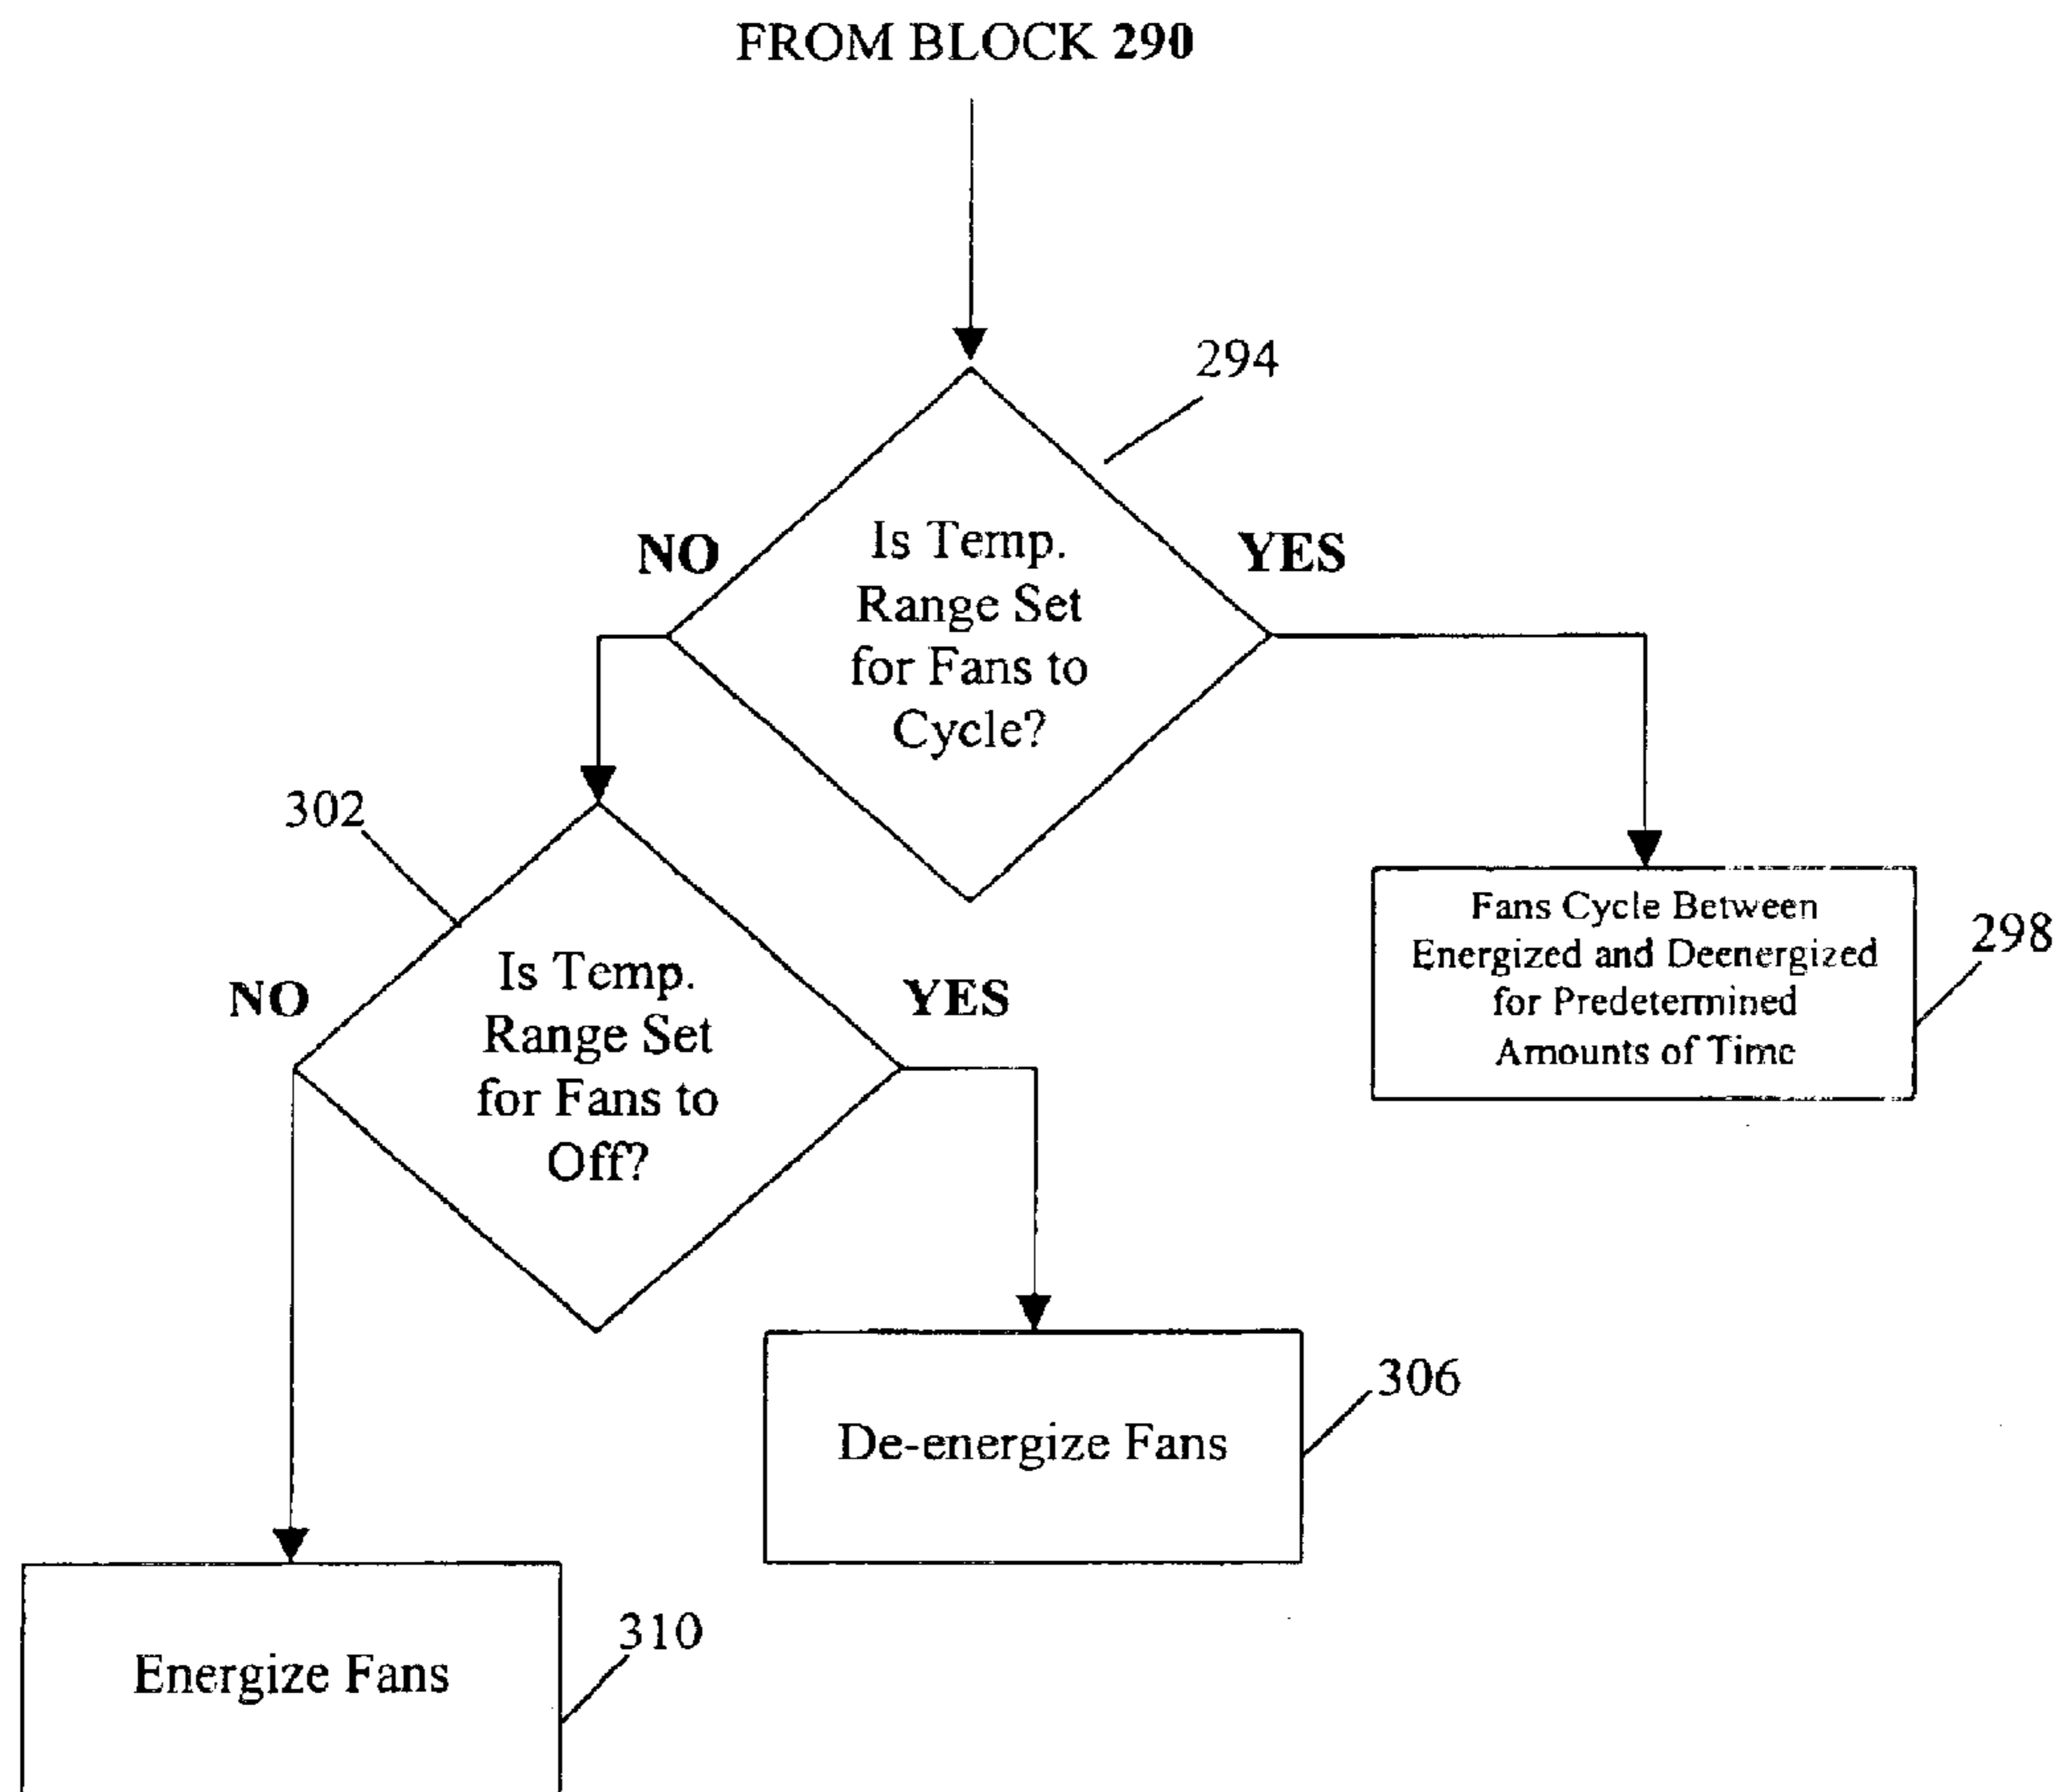 FROM BLOCK 290
294
NO
YES
Is Temp.
Range Set
for Fans to
Cycle?
302
NO
YES
Is Temp.
Range Set
for Fans to
Off?
Fans Cycle Between
Energized and Deenergized
for Predetermined
Amounts of Time
298
De-energize Fans
306
Energize Fans
310